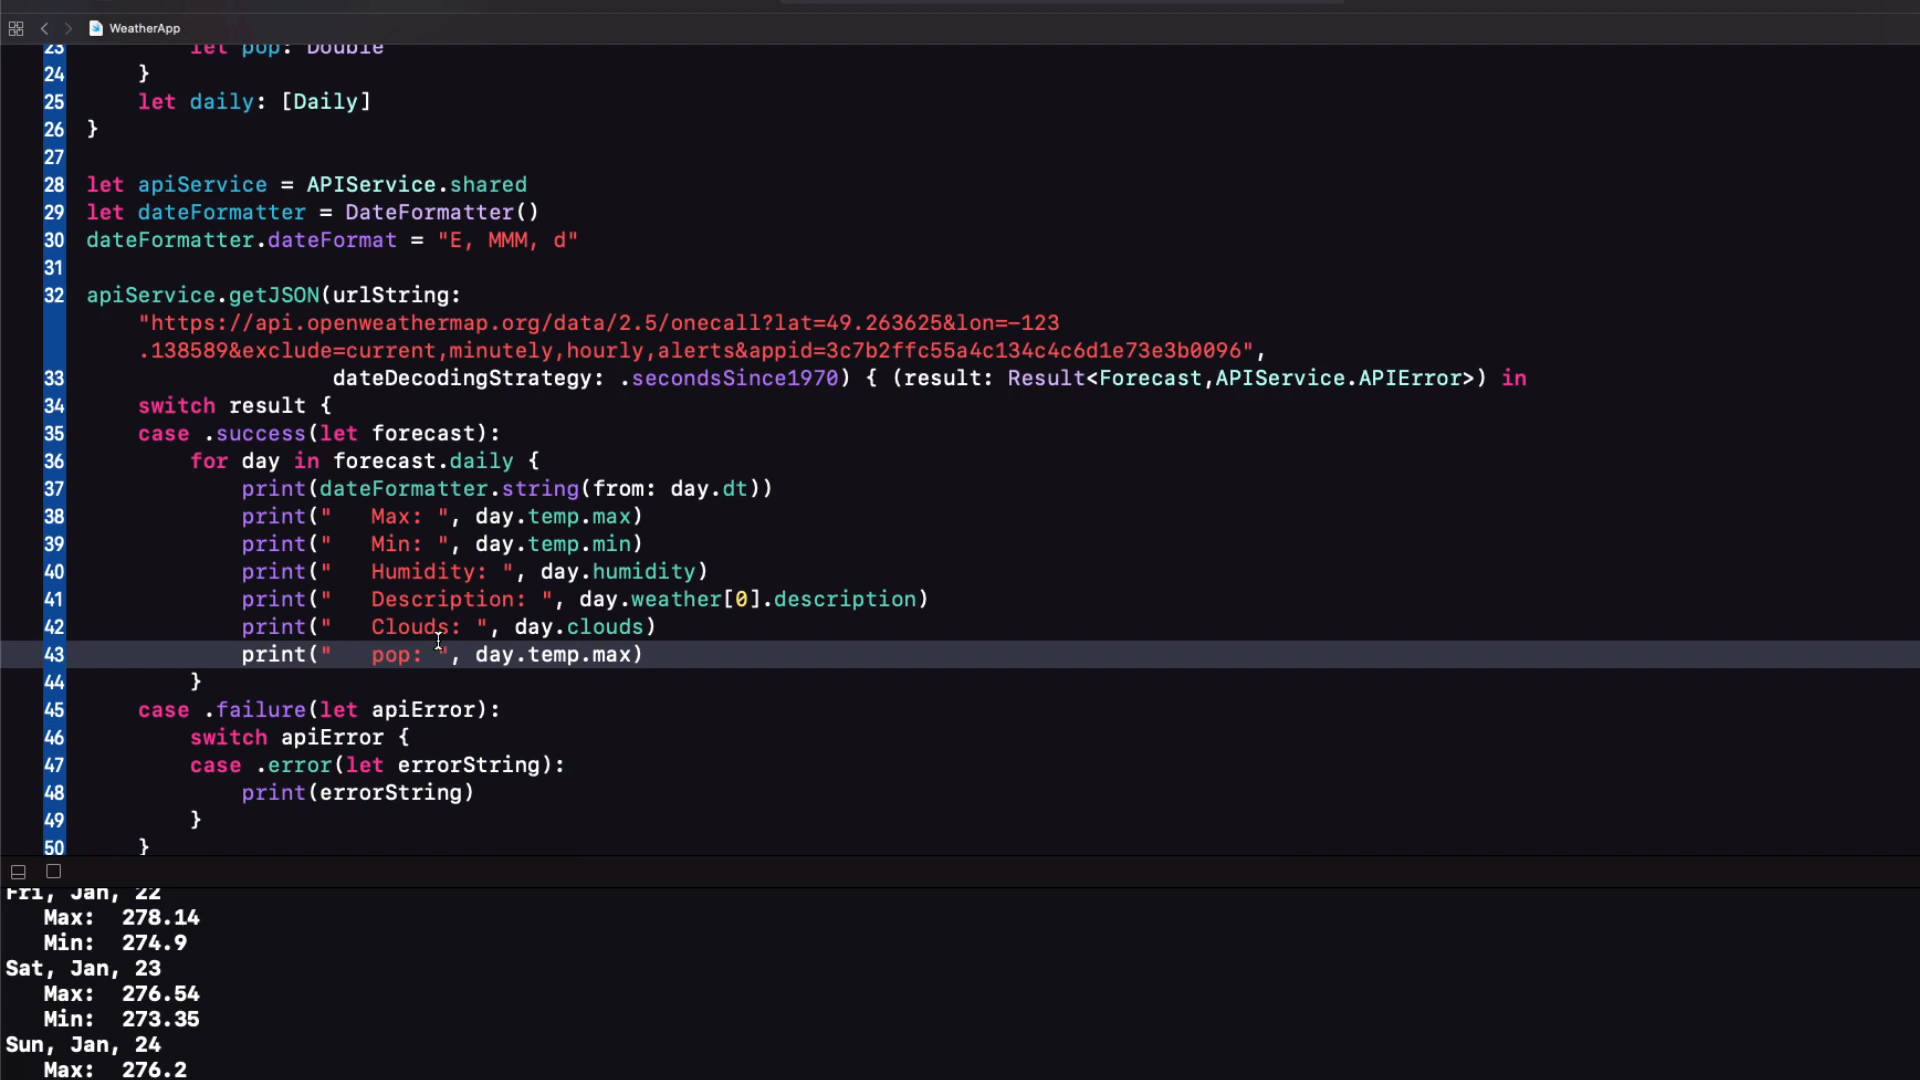 WeatherApp
23 let pop: Double
24 }
25 let daily: [Daily]
26 }
27
28 let apiService = APIService.shared
29 let dateFormatter = DateFormatter()
30 dateFormatter.dateFormat = "E, MMM, d"
31
32 apiService.getJSON(urlString:
"https://api.openweathermap.org/data/2.5/onecall?lat=49.263625&lon=-123
.138589&exclude=current,minutely,hourly,alerts&appid=3c7b2ffc55a4c134c4c6d1e73e3b0096",
33 dateDecodingStrategy: .secondsSince1970) { (result: Result<Forecast,APIService.APIError>) in
34 switch result {
35 case .success(let forecast):
36 for day in forecast.daily {
37 print(dateFormatter.string(from: day.dt))
38 print("   Max: ", day.temp.max)
39 print("   Min: ", day.temp.min)
40 print("   Humidity: ", day.humidity)
41 print("   Description: ", day.weather[0].description)
42 print("   Clouds: ", day.clouds)
43 print("   pop: ", day.temp.max)
44 }
45 case .failure(let apiError):
46 switch apiError {
47 case .error(let errorString):
48 print(errorString)
49 }
50 }
Fri, Jan, 22
Max:  278.14
Min:  274.9
Sat, Jan, 23
Max:  276.54
Min:  273.35
Sun, Jan, 24
Max:  276.2